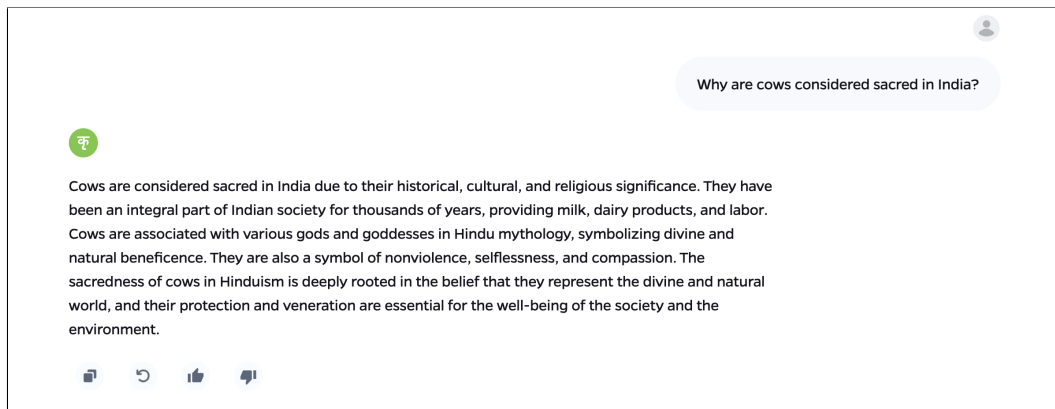 Why are cows considered sacred in India?
कृ
Cows are considered sacred in India due to their historical, cultural, and religious significance. They have
been an integral part of Indian society for thousands of years, providing milk, dairy products, and labor.
Cows are associated with various gods and goddesses in Hindu mythology, symbolizing divine and
natural beneficence. They are also a symbol of nonviolence, selflessness, and compassion. The
sacredness of cows in Hinduism is deeply rooted in the belief that they represent the divine and natural
world, and their protection and veneration are essential for the well-being of the society and the
environment.